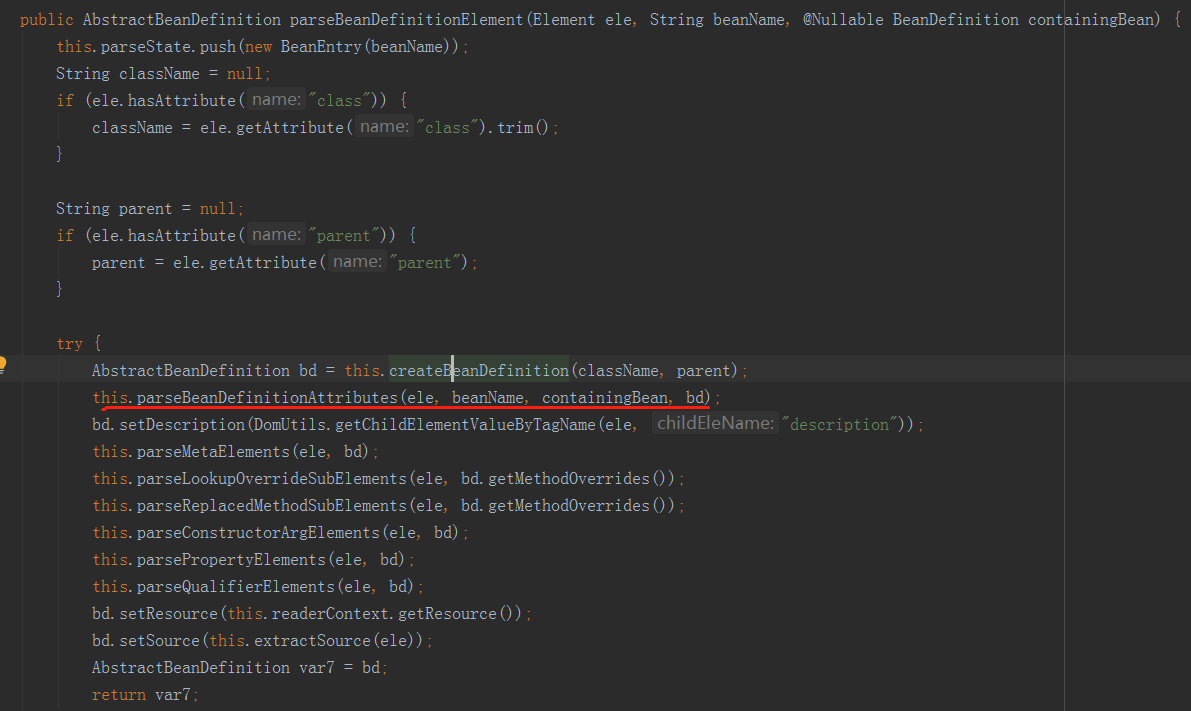 public AbstractBeanDefinition parseBeanDefinitionElement(Element ele, String beanName, @Nullable BeanDefinition containingBean) {
this.parseState.push(new BeanEntry(beanName));
String className = null;
if (ele.hasAttribute( name: "class")) {
className = ele.getAttribute( name: "class").trim();
}
String parent = null;
if (ele.hasAttribute( name: "parent")) {
parent = ele.getAttribute( name: "parent");
}
try {
AbstractBeanDefinition bd = this.createBeanDefinition(className, parent);
this.parseBeanDefinitionAttributes(ele, beanName, containingBean, bd);
bd.setDescription(DomUtils.getChildElementValueByTagName(ele, childEleName: "description"));
this.parseMetaElements(ele, bd);
this.parseLookupOverrideSubElements(ele, bd.getMethodOverrides());
this.parseReplacedMethodSubElements(ele, bd.getMethodOverrides());
this.parseConstructorArgElements(ele, bd);
this.parsePropertyElements(ele, bd);
this.parseQualifierElements(ele, bd);
bd.setResource(this.readerContext.getResource());
bd.setSource(this.extractSource(ele));
AbstractBeanDefinition var7 = bd;
return var7;